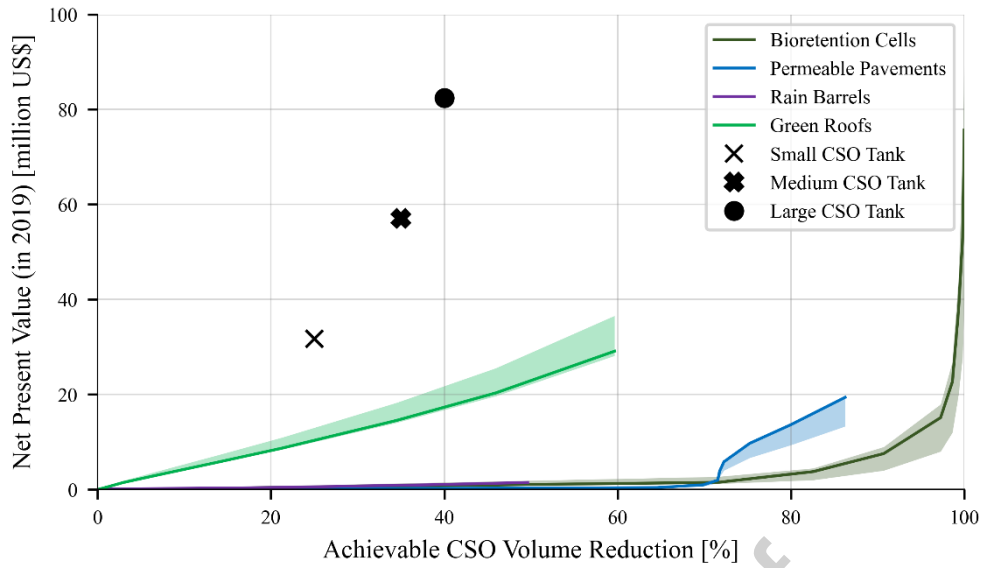 Net Present Value (in 2019) [million US$]
100
80
60
40
20
0
Bioretention Cells
Permeable Pavements
Rain Barrels
Green Roofs
Small CSO Tank
Medium CSO Tank
Large CSO Tank
0 20 40 60 80 100
Achievable CSO Volume Reduction [%]